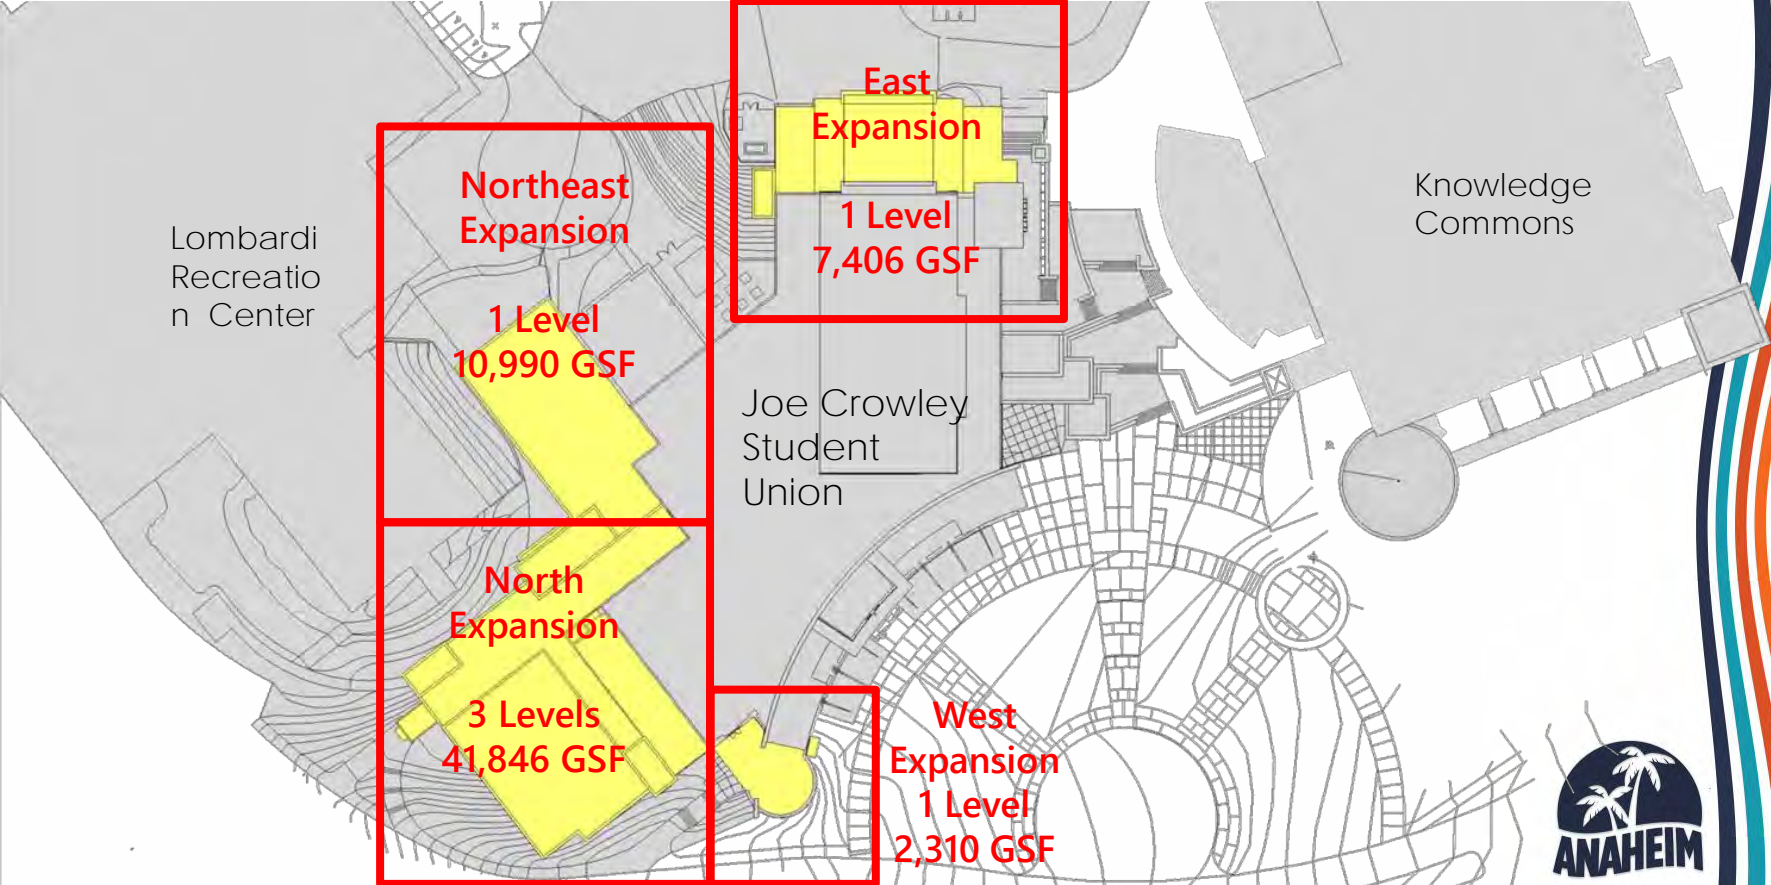 East
Expansion
1 Level
7,406 GSF
Northeast
Expansion
1 Level
10,990 GSF
Lombardi
Recreatio
n Center
Knowledge
Commons
Joe Crowley
Student
Union
North
Expansion
3 Levels
41,846 GSF
West
Expansion
1 Level
2,310 GSF
ANAHEIM